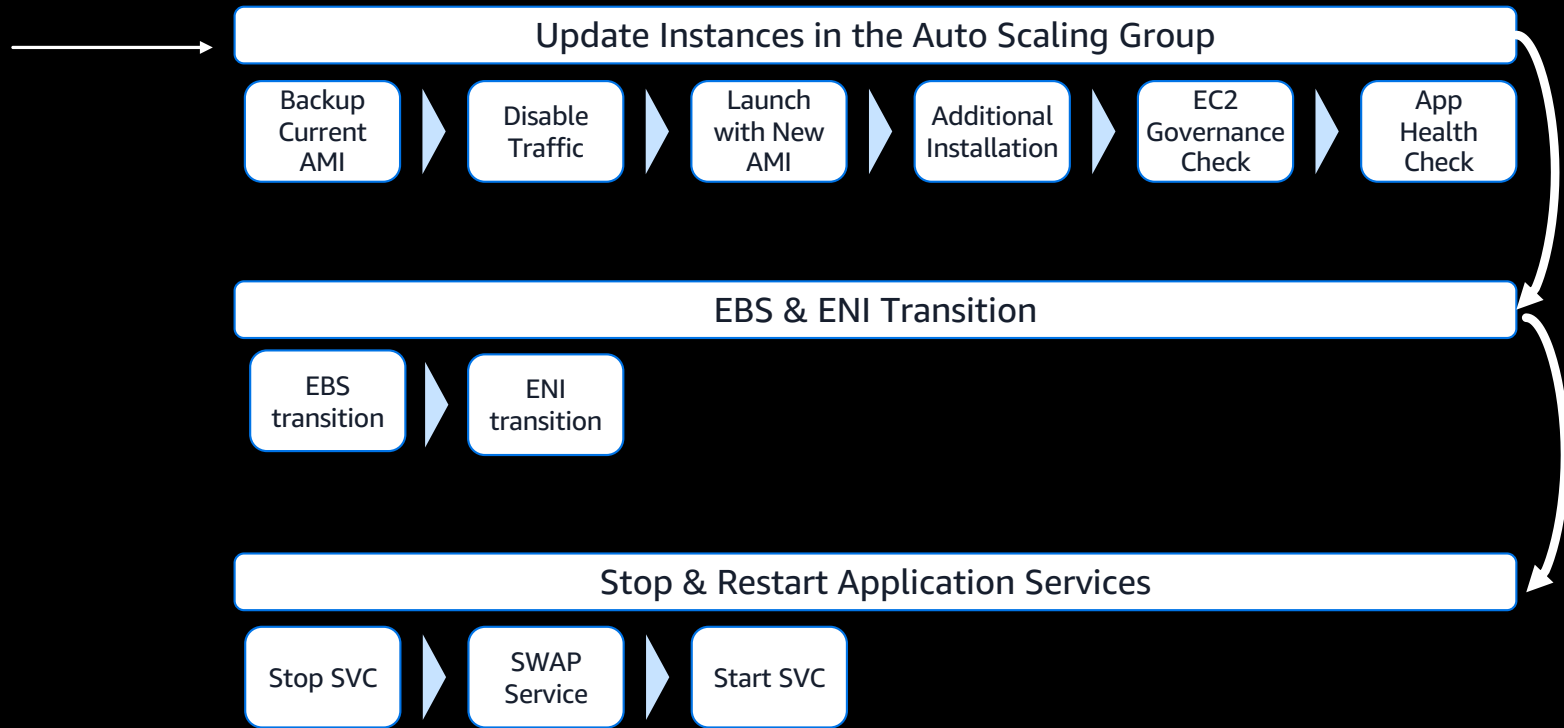 Update Instances in the Auto Scaling Group
Backup
Current
AMI
Disable
Traffic
Launch
with New
AMI
Additional
Installation
EC2
Governance
Check
App
Health
Check
EBS & ENI Transition
EBS
transition
ENI
transition
Stop & Restart Application Services
Stop SVC
SWAP
Service
Start SVC